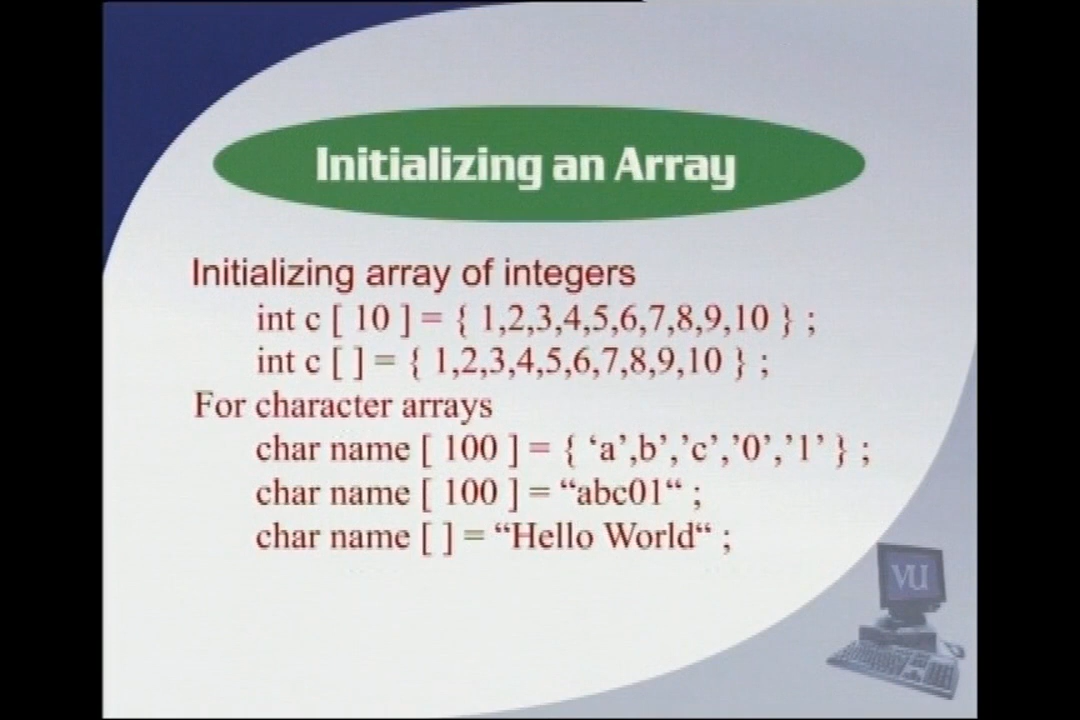 Initializing an Array
Initializing array of integers
int c [ 10 ] = { 1,2,3,4,5,6,7,8,9,10 } ;
int c [ ] = { 1,2,3,4,5,6,7,8,9,10 } ;
For character arrays
char name [ 100 ] = { ‘a’,b’,’c’,’0’,’1’ } ;
char name [ 100 ] = “abc01“ ;
char name [ ] = “Hello World“ ;
VU